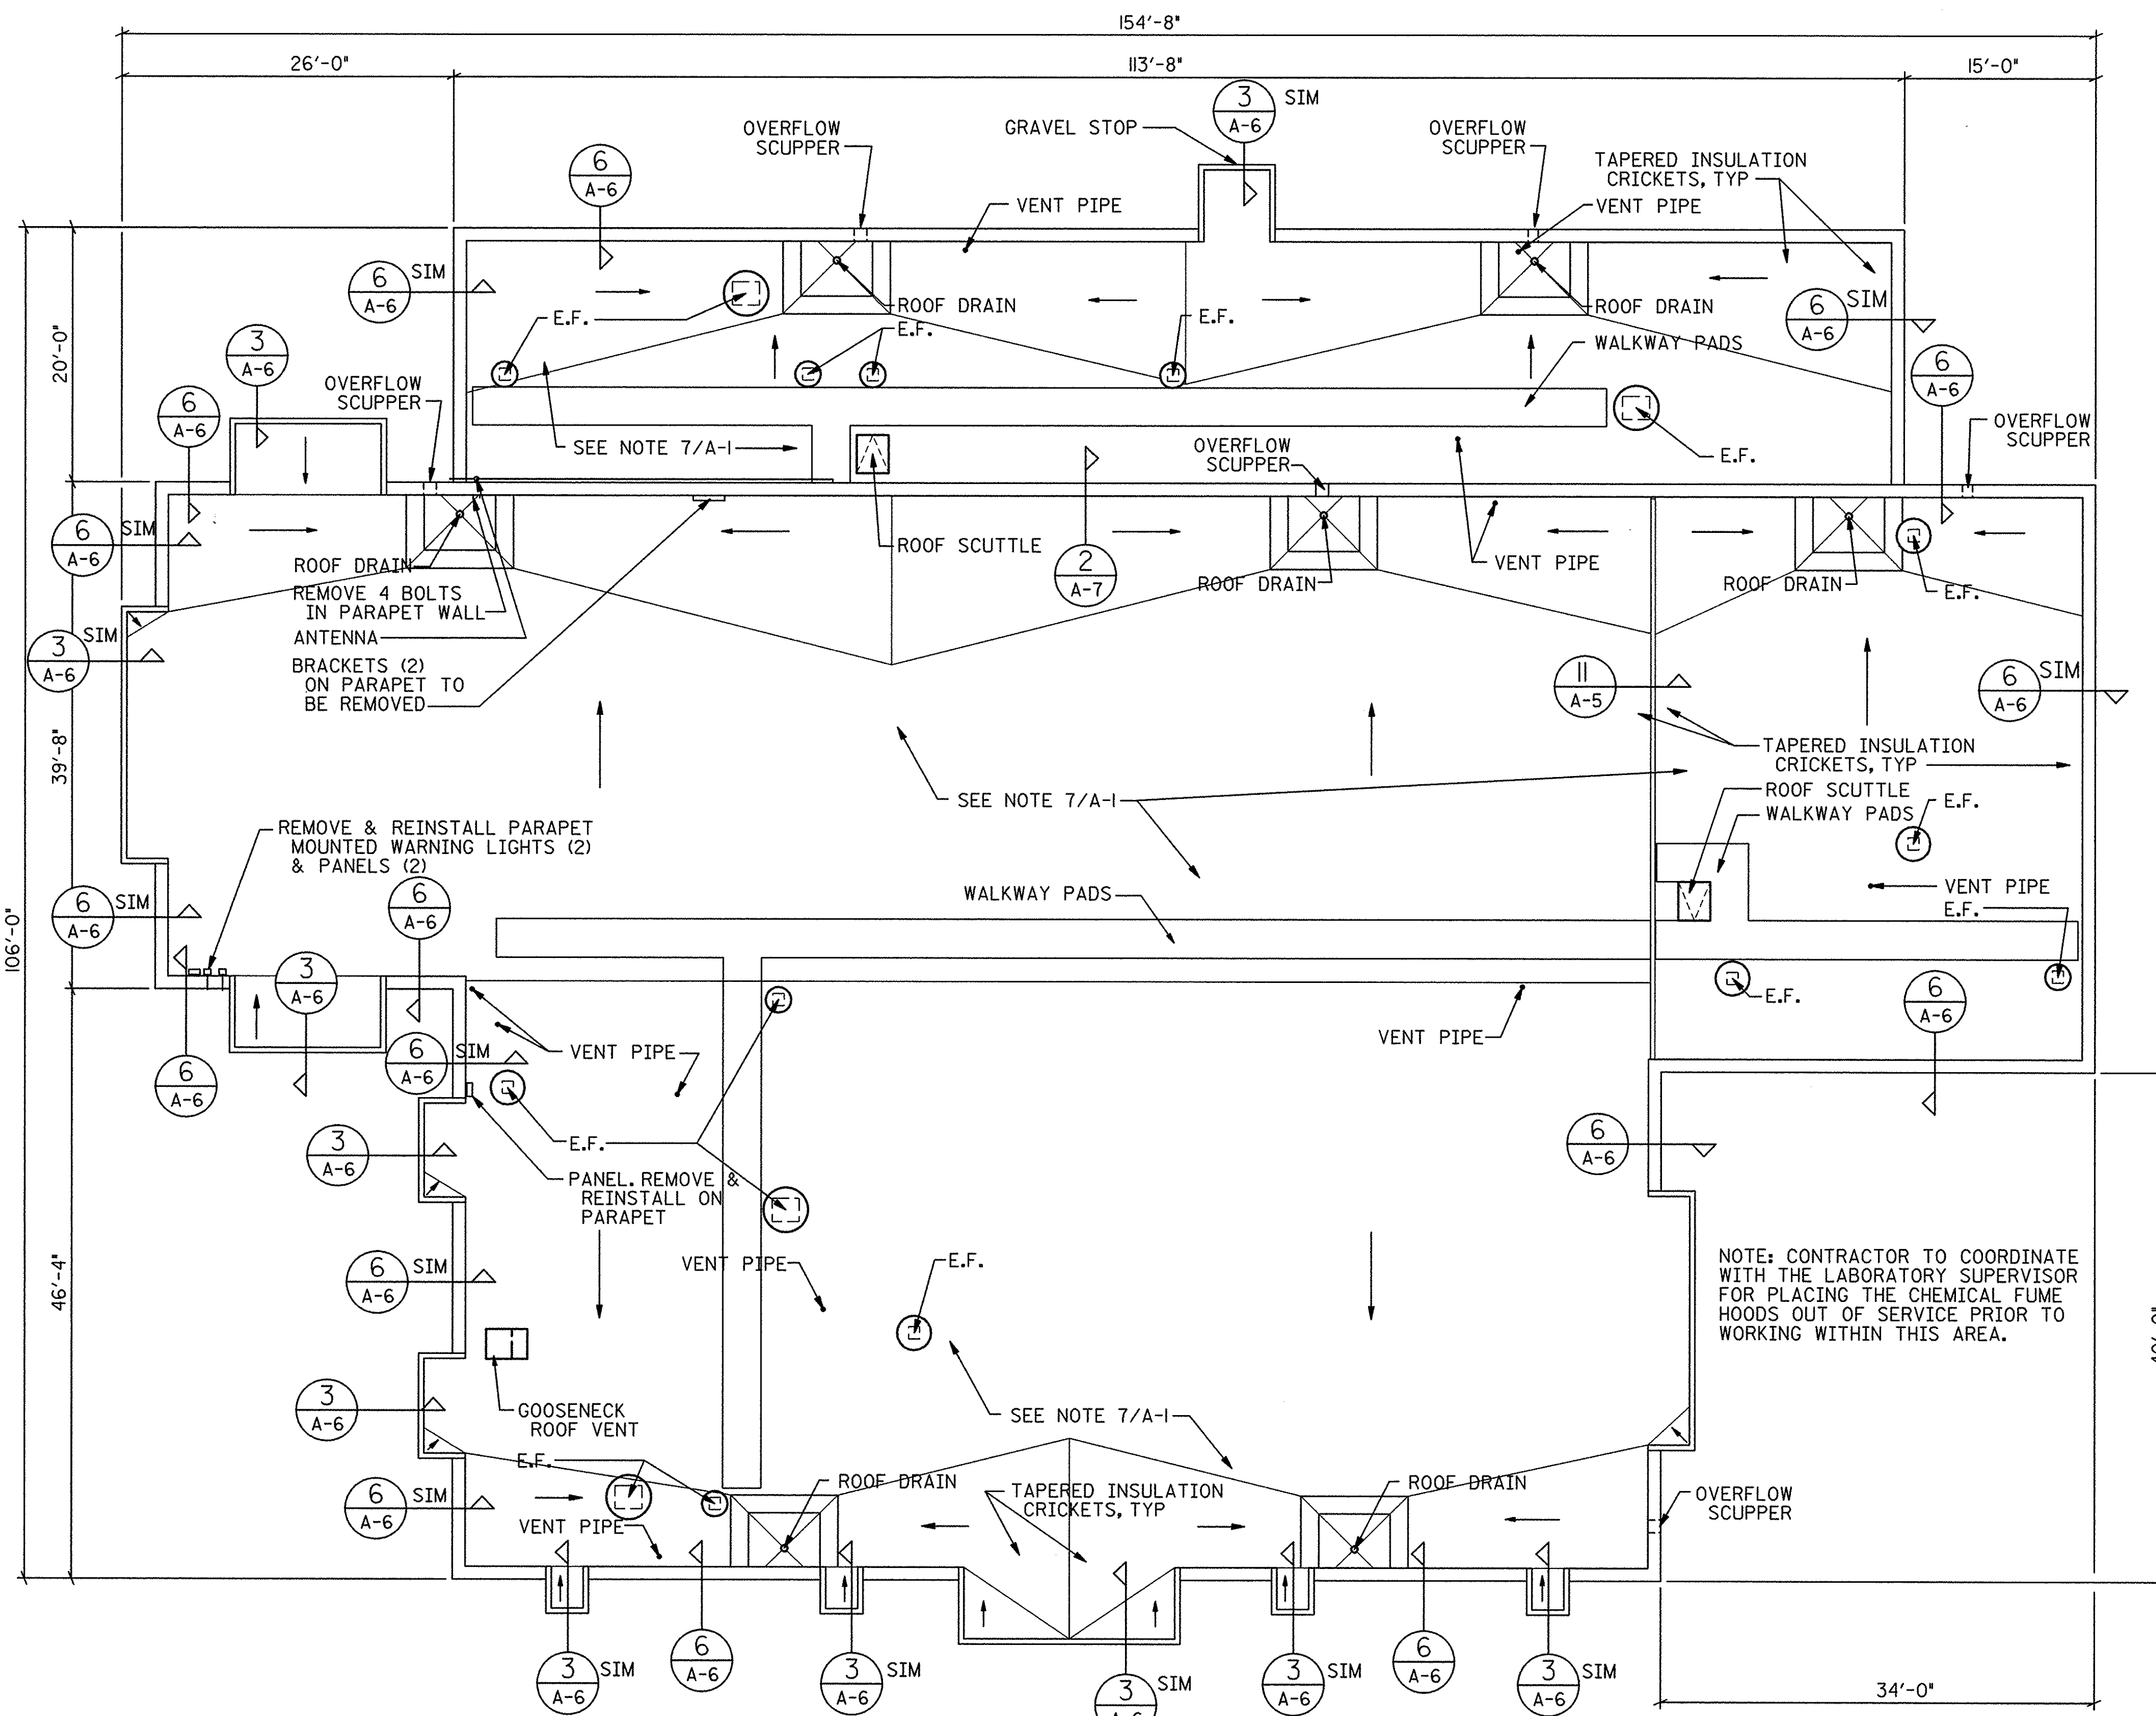 154'-8"
26'-0"
113'-8"
15'-0"
3
A-6
SIM
OVERFLOW
SCUPPER
GRAVEL STOP
OVERFLOW
SCUPPER
6
A-6
TAPERED INSULATION
CRICKETS, TYP
VENT PIPE
VENT PIPE
6
A-6
SIM
ROOF DRAIN
ROOF DRAIN
6
A-6
SIM
E.F.
E.F.
E.F.
WALKWAY PADS
20'-0"
3
A-6
6
A-6
OVERFLOW
SCUPPER
6
A-6
6
A-6
SIM
SEE NOTE 7/A-1
OVERFLOW
SCUPPER
E.F.
OVERFLOW
SCUPPER
ROOF SCUTTLE
2
A-7
VENT PIPE
ROOF DRAIN
REMOVE 4 BOLTS
IN PARAPET WALL
ANTENNA
BRACKETS (2)
ON PARAPET TO
BE REMOVED
ROOF DRAIN
ROOF DRAIN
E.F.
3
A-6
SIM
11
A-5
6
A-6
SIM
39'-8"
TAPERED INSULATION
CRICKETS, TYP
SEE NOTE 7/A-1
ROOF SCUTTLE
WALKWAY PADS
E.F.
REMOVE & REINSTALL PARAPET
MOUNTED WARNING LIGHTS (2)
& PANELS (2)
6
A-6
SIM
6
A-6
WALKWAY PADS
VENT PIPE
E.F.
106'-0"
3
A-6
E.F.
6
A-6
6
A-6
6
A-6
SIM
VENT PIPE
VENT PIPE
3
A-6
E.F.
6
A-6
PANEL. REMOVE &
REINSTALL ON
PARAPET
46'-4"
6
A-6
SIM
VENT PIPE
E.F.
NOTE: CONTRACTOR TO COORDINATE
WITH THE LABORATORY SUPERVISOR
FOR PLACING THE CHEMICAL FUME
HOODS OUT OF SERVICE PRIOR TO
WORKING WITHIN THIS AREA.
3
A-6
GOOSENECK
ROOF VENT
SEE NOTE 7/A-1
E.F.
ROOF DRAIN
TAPERED INSULATION
CRICKETS, TYP
ROOF DRAIN
6
A-6
SIM
VENT PIPE
OVERFLOW
SCUPPER
3
A-6
SIM
6
A-6
3
A-6
SIM
3
A-6
SIM
3
A-6
SIM
6
A-6
3
A-6
SIM
34'-0"